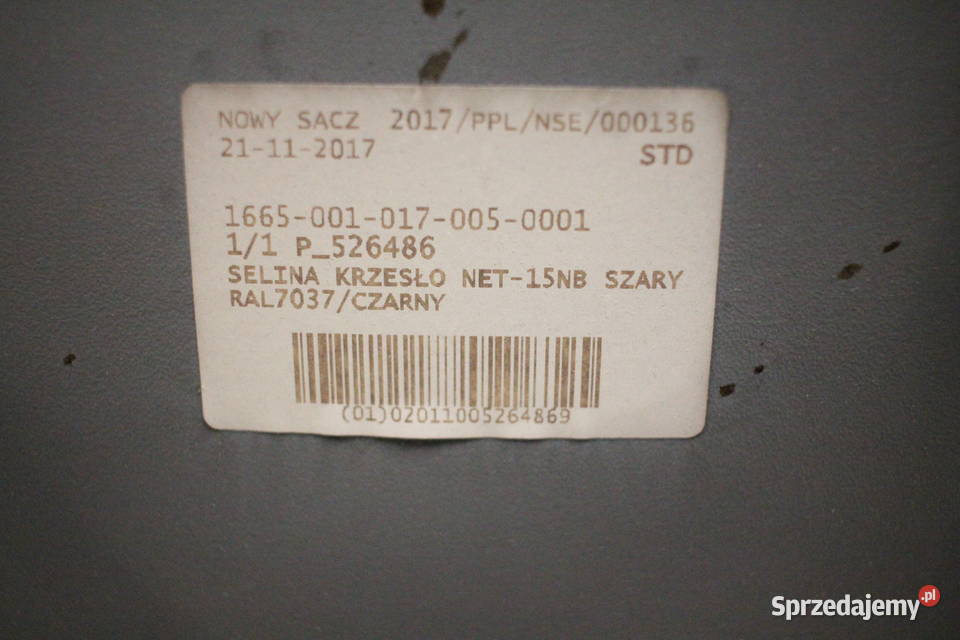 NOWY SACZ 2017/PPL/NSE/000136
21-11-2017 STD
1665-001-017-005-0001
1/1 P_526486
SELINA KRZESŁO NET-15NB SZARY
RAL7037/CZARNY
(01)02011005264869
Sprzedajemy.pl